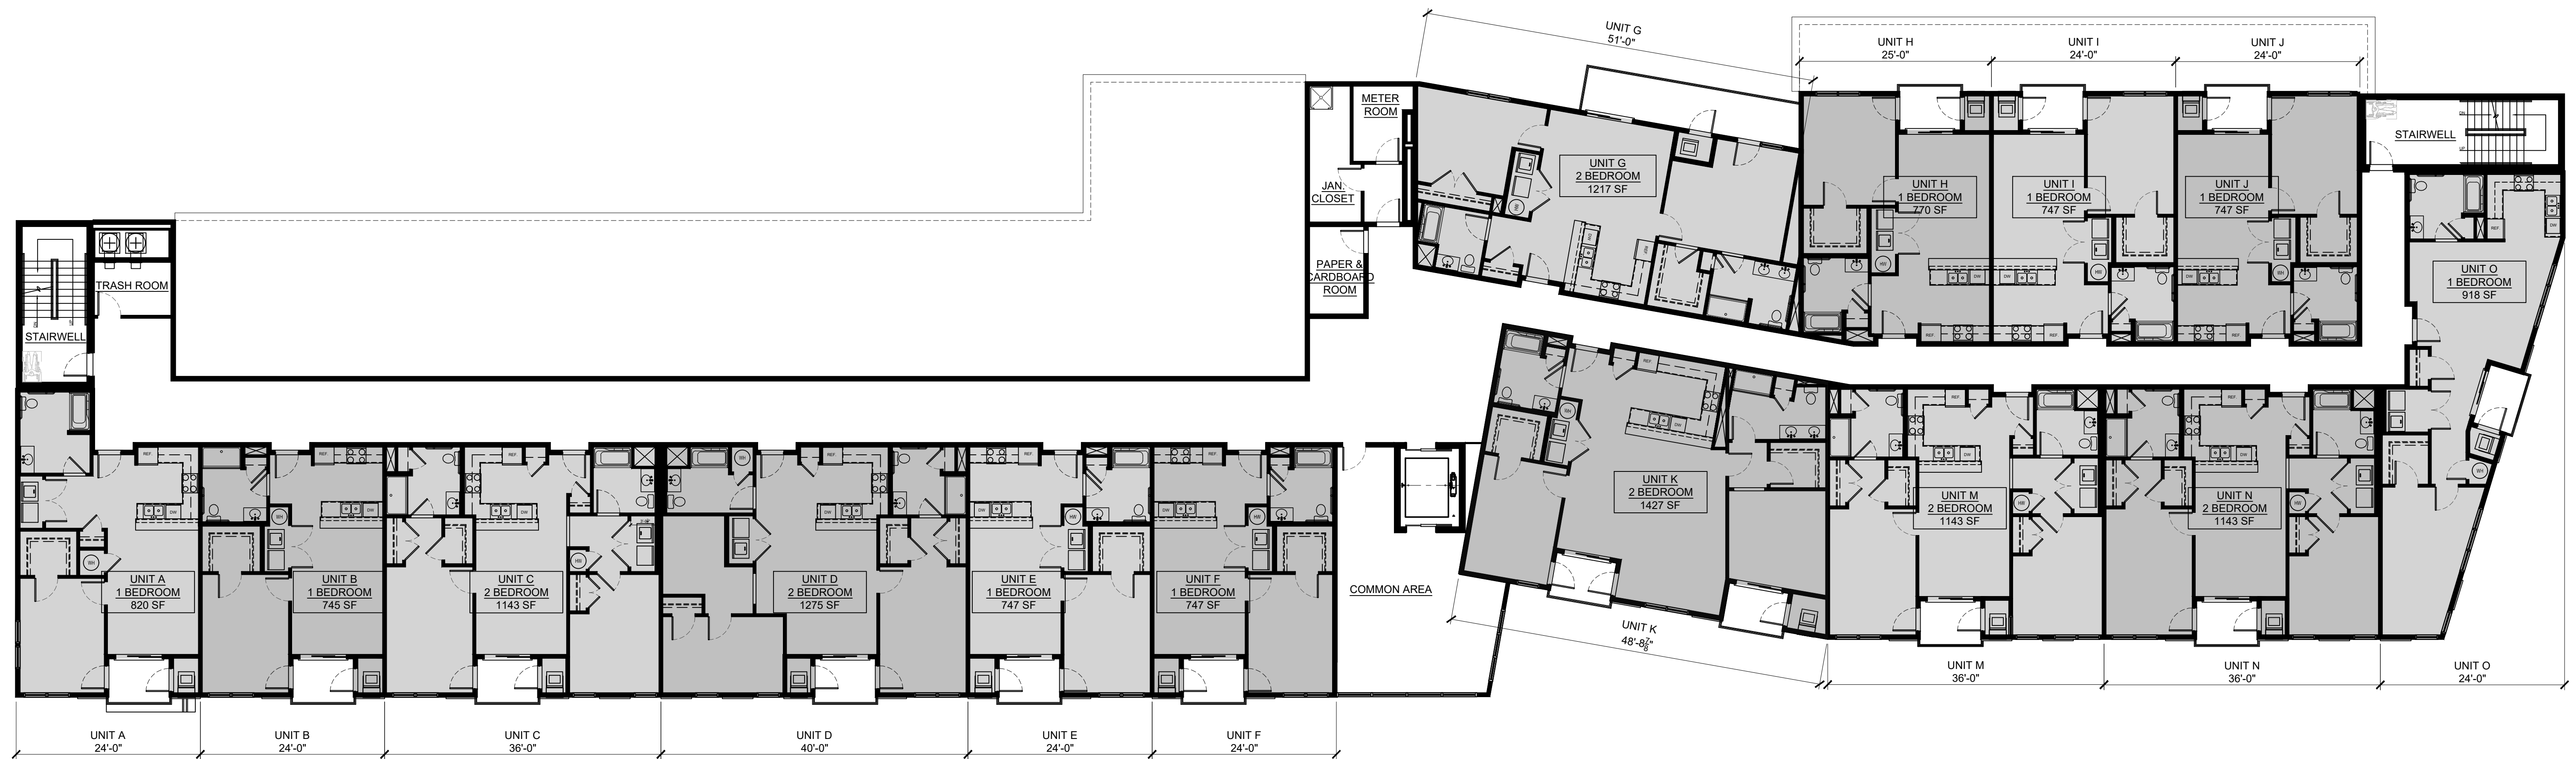 UNIT G
51'-0"
UNIT H
25'-0"
UNIT I
24'-0"
UNIT J
24'-0"
METER
ROOM
JAN.
CLOSET
PAPER &
CARDBOARD
ROOM
UNIT G
2 BEDROOM
1217 SF
UNIT H
1 BEDROOM
770 SF
UNIT I
1 BEDROOM
747 SF
UNIT J
1 BEDROOM
747 SF
STAIRWELL
UNIT O
1 BEDROOM
918 SF
TRASH ROOM
STAIRWELL
UNIT A
1 BEDROOM
820 SF
UNIT B
1 BEDROOM
745 SF
UNIT C
2 BEDROOM
1143 SF
UNIT D
2 BEDROOM
1275 SF
UNIT E
1 BEDROOM
747 SF
UNIT F
1 BEDROOM
747 SF
COMMON AREA
UNIT K
2 BEDROOM
1427 SF
UNIT M
2 BEDROOM
1143 SF
UNIT N
2 BEDROOM
1143 SF
UNIT K
48'-8 7/8"
UNIT M
36'-0"
UNIT N
36'-0"
UNIT O
24'-0"
UNIT A
24'-0"
UNIT B
24'-0"
UNIT C
36'-0"
UNIT D
40'-0"
UNIT E
24'-0"
UNIT F
24'-0"